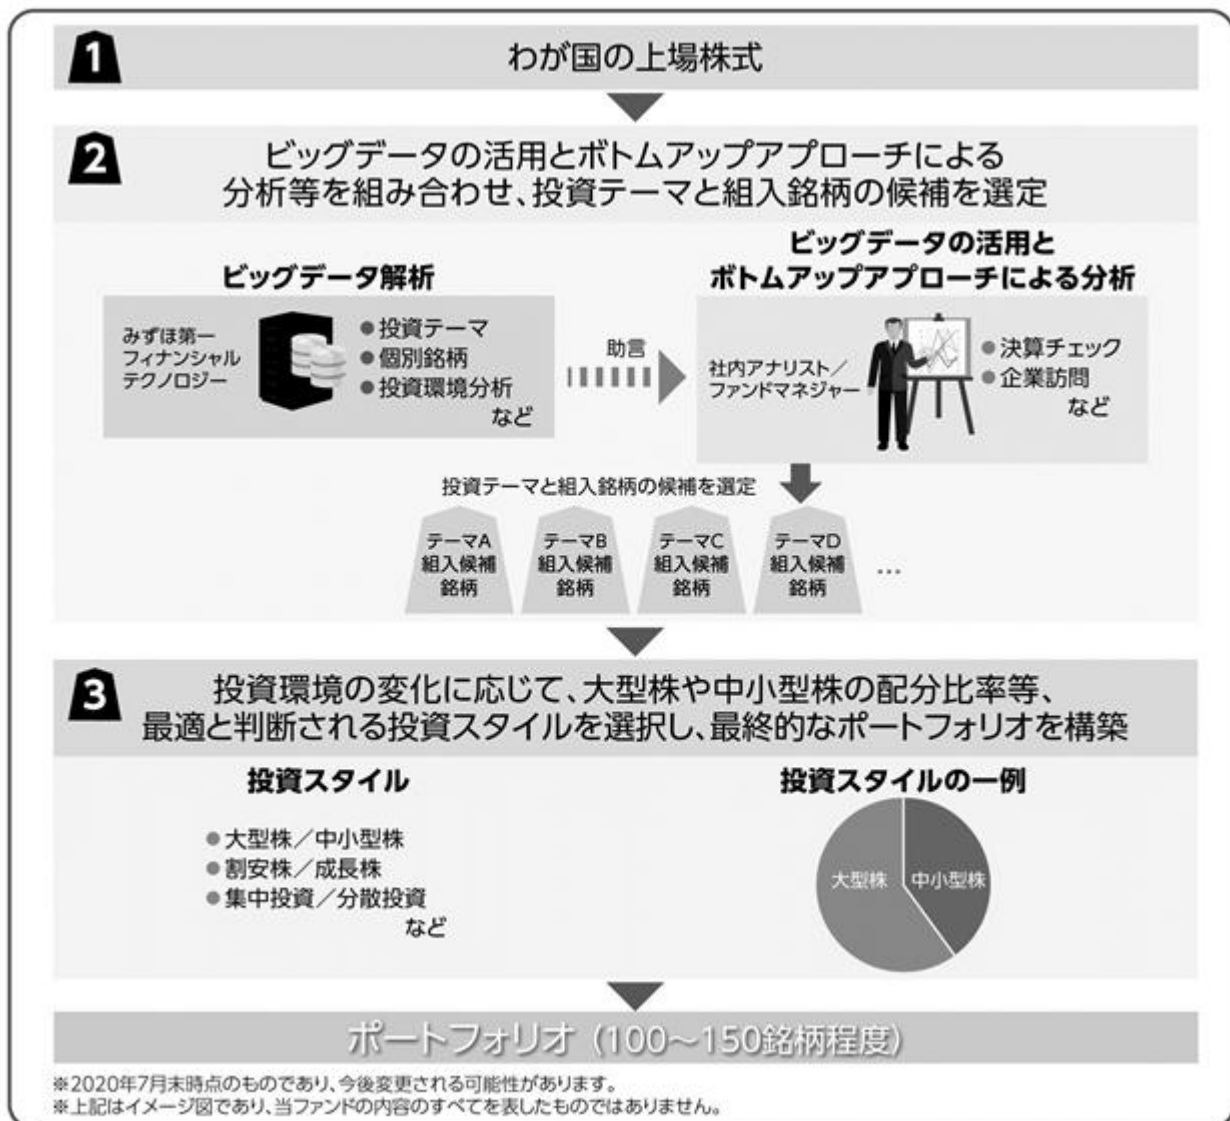 1
わが国の上場株式
2
ビッグデータの活用とボトムアップアプローチによる
分析等を組み合わせ、投資テーマと組入銘柄の候補を選定
ビッグデータ解析
みずほ第一
フィナンシャル
テクノロジー
●投資テーマ
●個別銘柄
●投資環境分析
など
助言
ビッグデータの活用と
ボトムアップアプローチによる分析
社内アナリスト／
ファンドマネジャー
●決算チェック
●企業訪問
など
投資テーマと組入銘柄の候補を選定
テーマA
組入候補
銘柄
テーマB
組入候補
銘柄
テーマC
組入候補
銘柄
テーマD
組入候補
銘柄
…
3
投資環境の変化に応じて、大型株や中小型株の配分比率等、
最適と判断される投資スタイルを選択し、最終的なポートフォリオを構築
投資スタイル
●大型株／中小型株
●割安株／成長株
●集中投資／分散投資
など
投資スタイルの一例
大型株
中小型株
ポートフォリオ（100～150銘柄程度）
※2020年7月末時点のものであり、今後変更される可能性があります。
※上記はイメージ図であり、当ファンドの内容のすべてを表したものではありません。